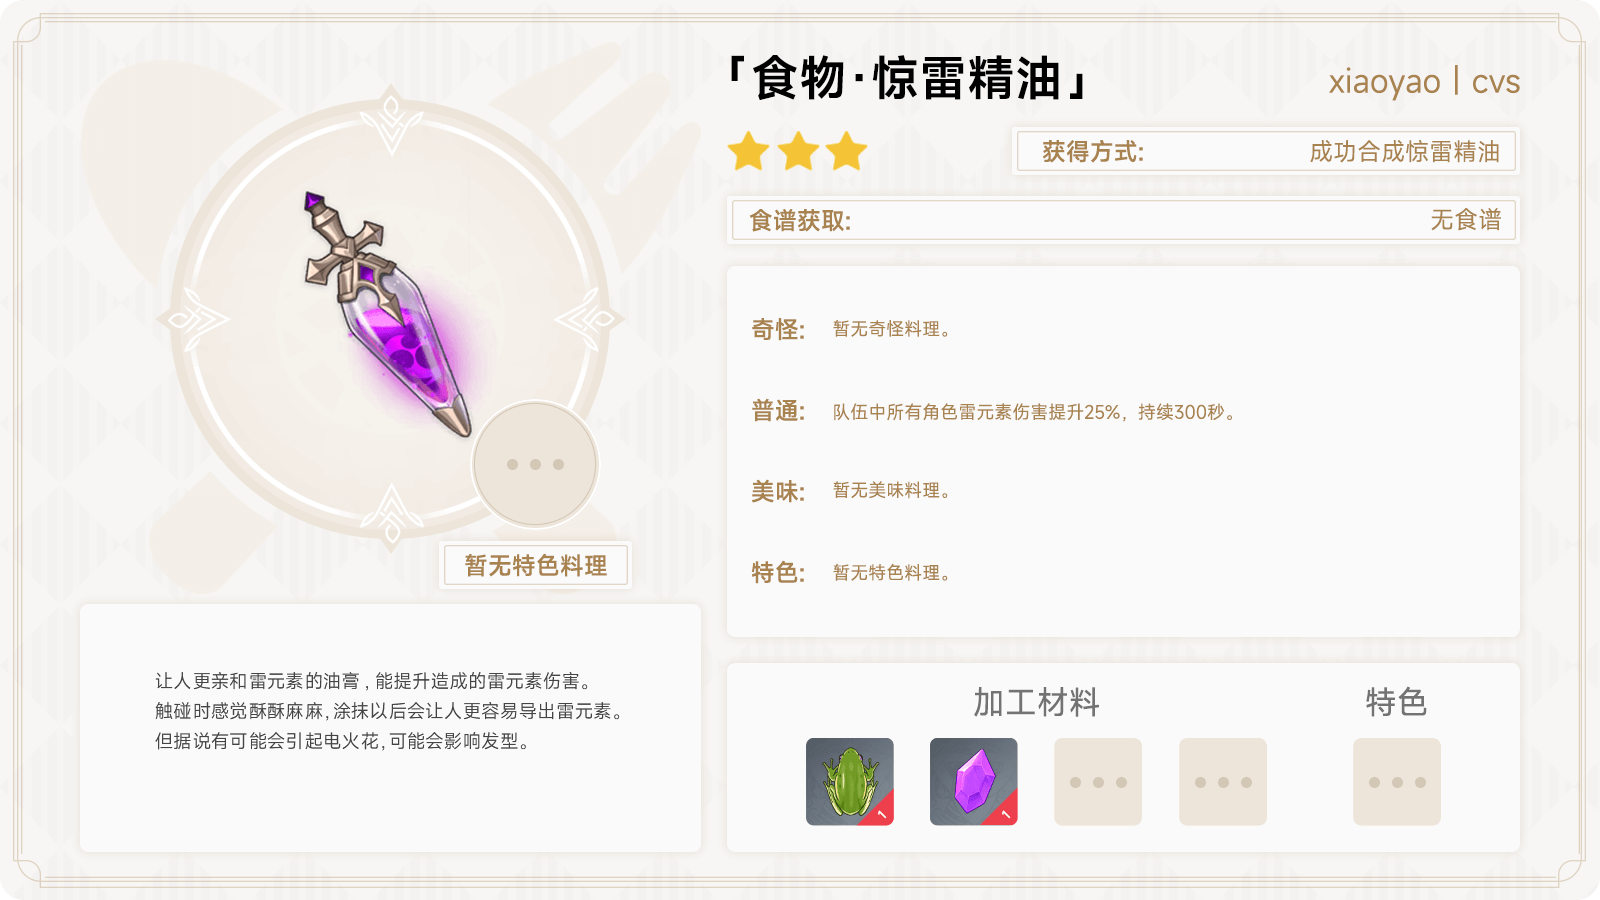 「食物·惊雷精油」
xiaoyao | cvs
获得方式: 成功合成惊雷精油
食谱获取: 无食谱
奇怪: 暂无奇怪料理。
普通: 队伍中所有角色雷元素伤害提升25%，持续300秒。
美味: 暂无美味料理。
特色: 暂无特色料理。
暂无特色料理
让人更亲和雷元素的油膏，能提升造成的雷元素伤害。
触碰时感觉酥酥麻麻，涂抹以后会让人更容易导出雷元素。
但据说有可能会引起电火花，可能会影响发型。
加工材料 特色
1 1